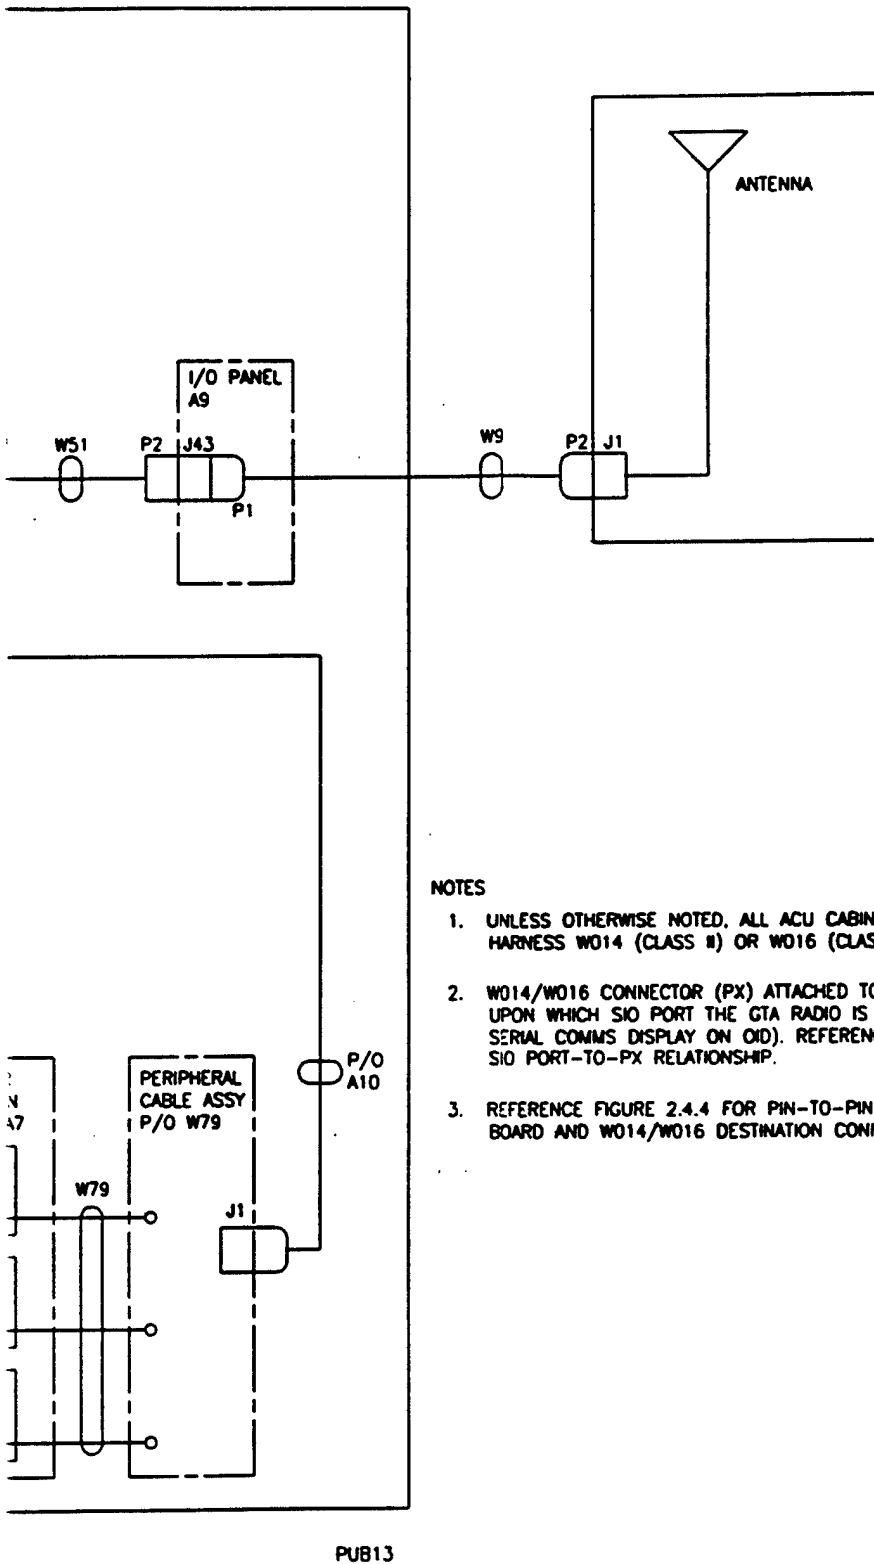 ANTENNA
I/O PANEL
A9
W51
P2 J43
P1
W9
P2 J1
NOTES
1. UNLESS OTHERWISE NOTED, ALL ACU CABIN
HARNESS W014 (CLASS II) OR W016 (CLAS
2. W014/W016 CONNECTOR (PX) ATTACHED TO
UPON WHICH SIO PORT THE GTA RADIO IS
SERIAL COMMS DISPLAY ON OID). REFEREN
SIO PORT-TO-PX RELATIONSHIP.
3. REFERENCE FIGURE 2.4.4 FOR PIN-TO-PIN
BOARD AND W014/W016 DESTINATION CON
P/O
A10
N
A7
PERIPHERAL
CABLE ASSY
P/O W79
W79
J1
PUB13